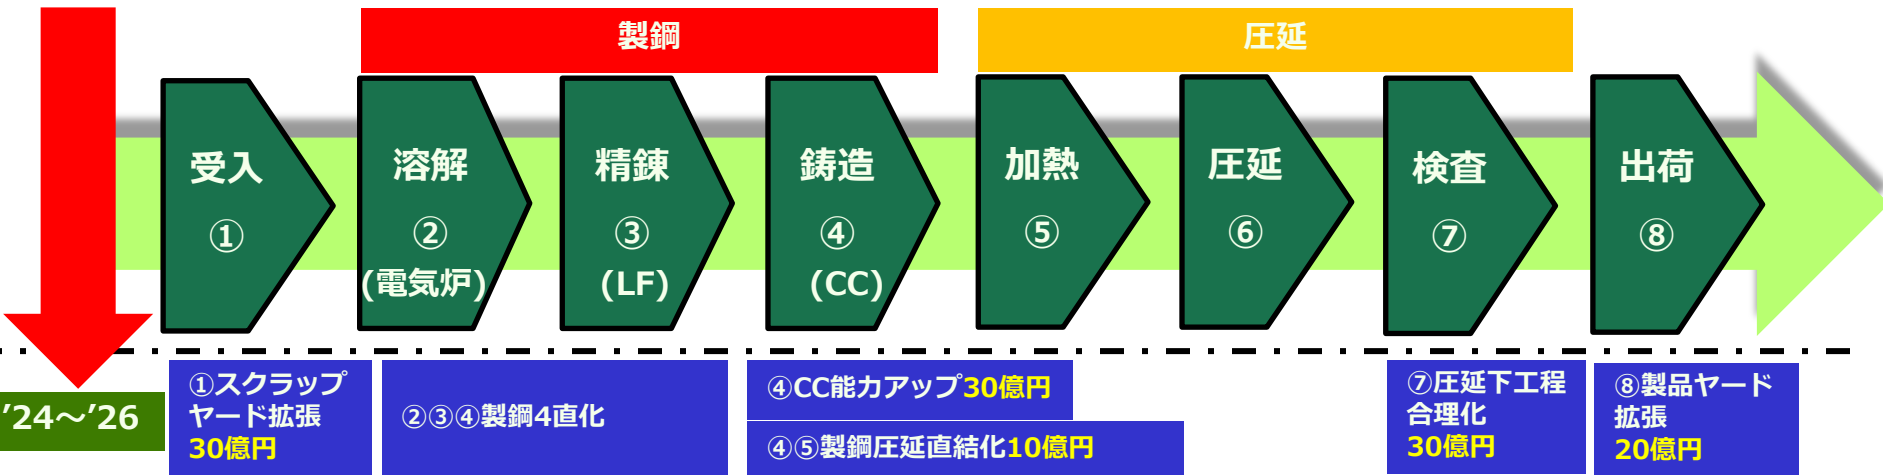 製鋼
圧延
受入
①
溶解
②
(電気炉)
精錬
③
(LF)
鋳造
④
(CC)
加熱
⑤
圧延
⑥
検査
⑦
出荷
⑧
’24～’26
①スクラップ
ヤード拡張
30億円
②③④製鋼4直化
④CC能力アップ30億円
④⑤製鋼圧延直結化10億円
⑦圧延下工程
合理化
30億円
⑧製品ヤード
拡張
20億円